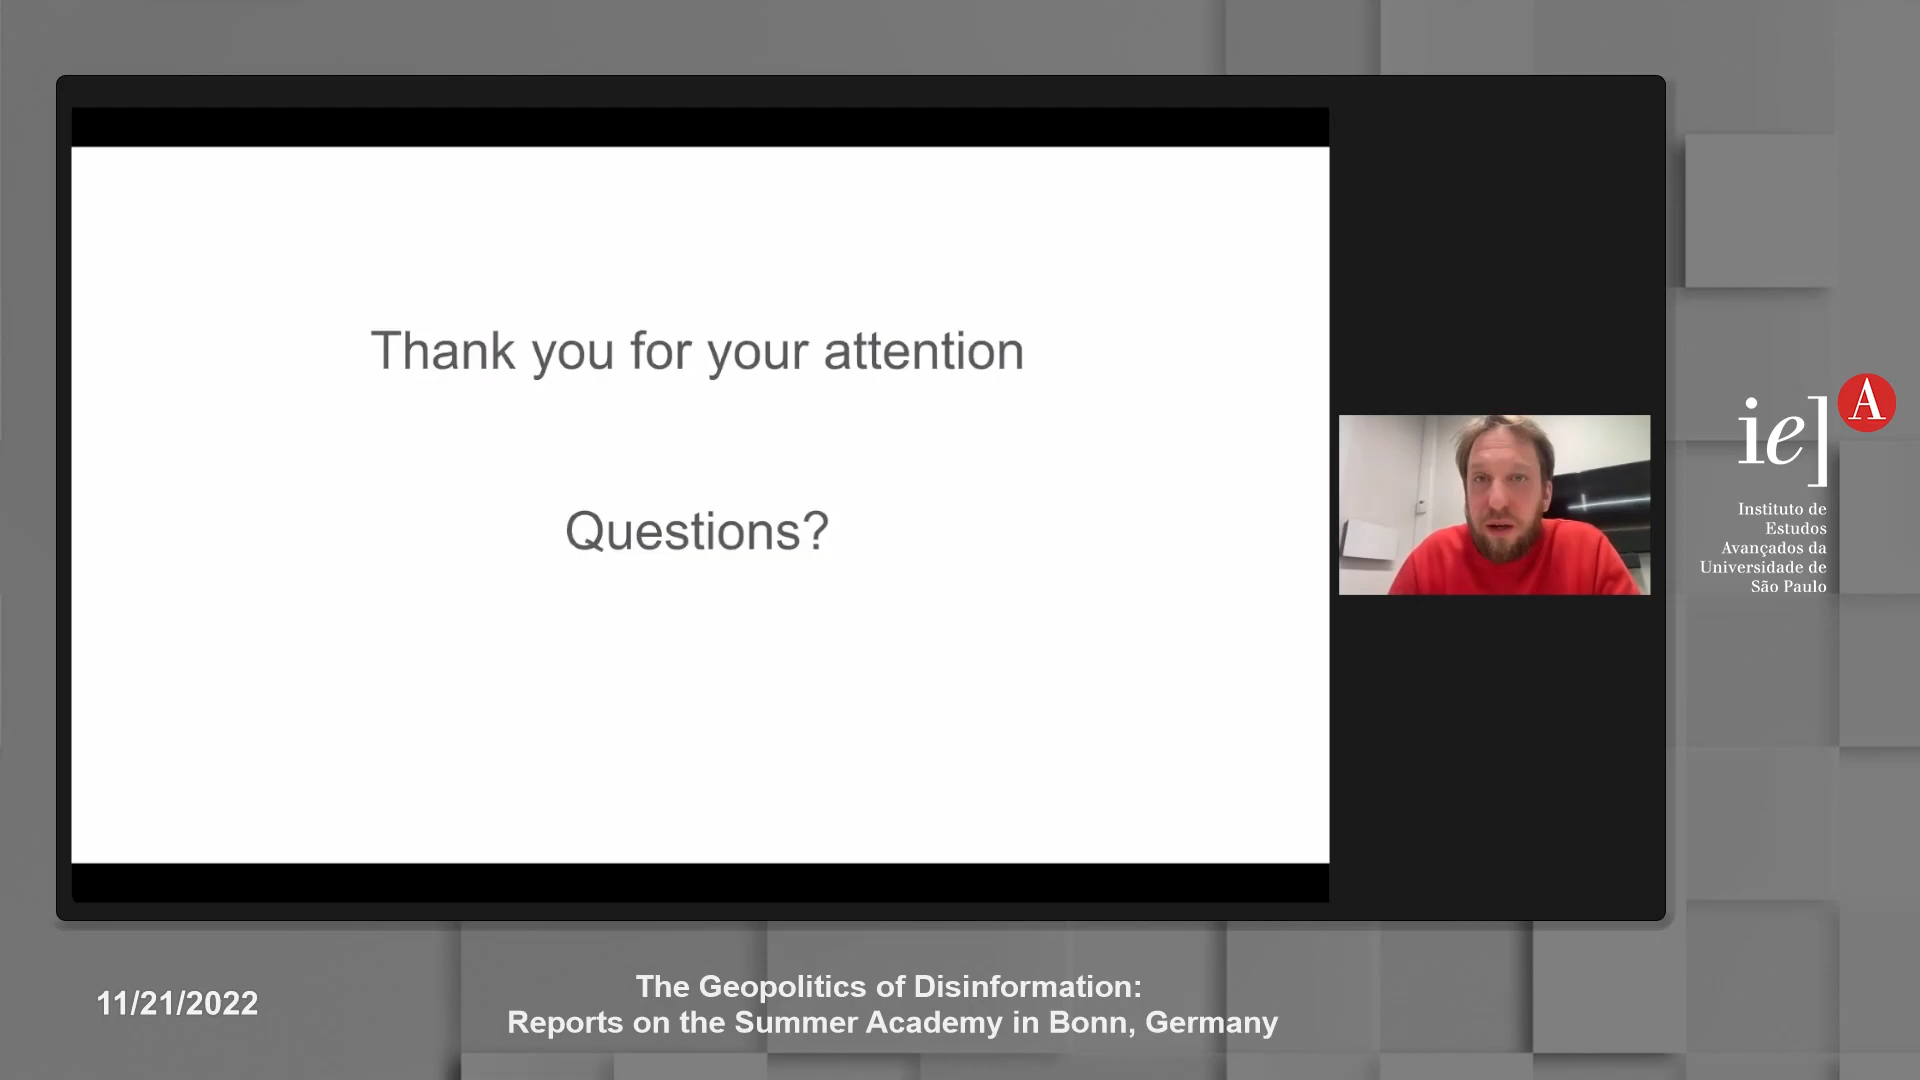 Thank you for your attention
Questions?
ie]
A
Instituto de
Estudos
Avançados da
Universidade de
São Paulo
11/21/2022
The Geopolitics of Disinformation:
Reports on the Summer Academy in Bonn, Germany